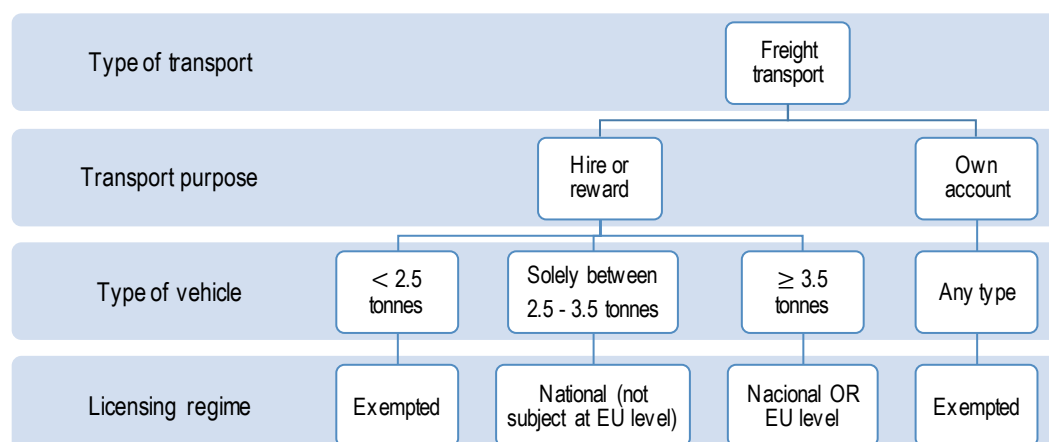 Type of transport
Freight
transport
Transport purpose
Hire or
reward
Own
account
Type of vehicle
< 2.5
tonnes
Solely between
2.5 - 3.5 tonnes
≥ 3.5
tonnes
Any type
Licensing regime
Exempted
National (not
subject at EU level)
Nacional OR
EU level
Exempted